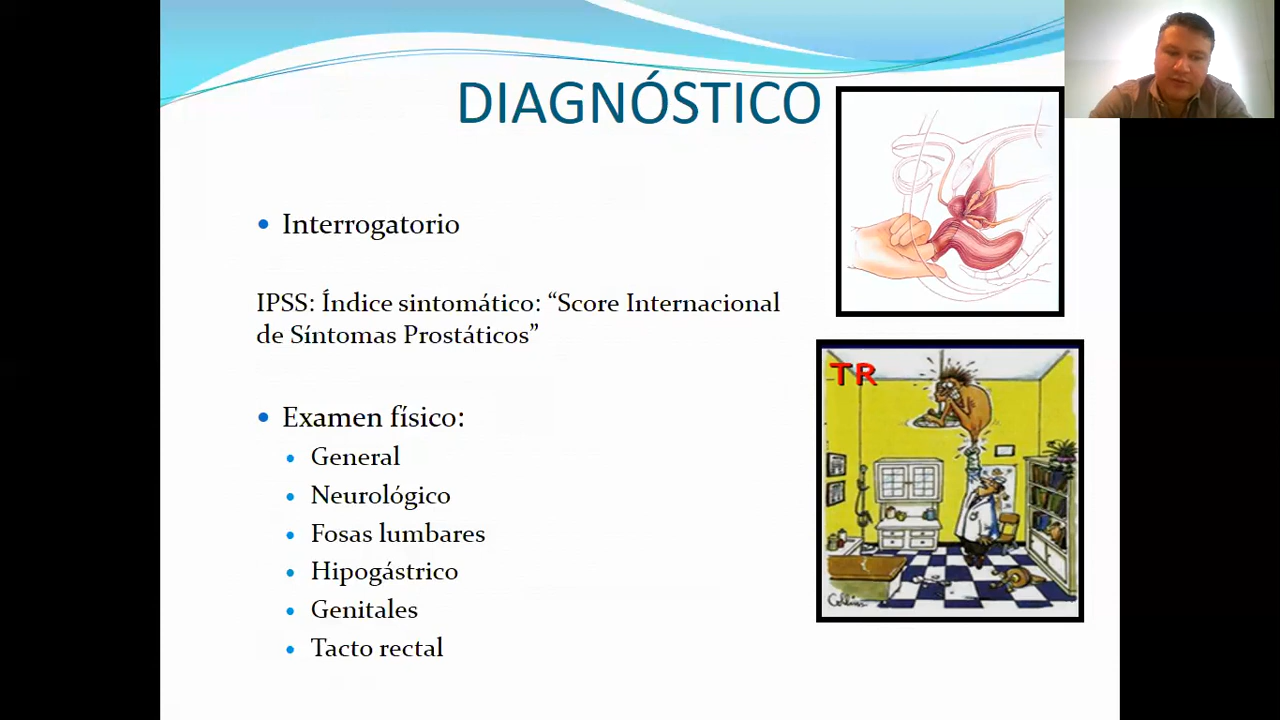 DIAGNÓSTICO
Interrogatorio
IPSS: Índice sintomático: “Score Internacional
de Síntomas Prostáticos”
Examen físico:
General
Neurológico
Fosas lumbares
Hipogástrico
Genitales
Tacto rectal
TR
Collins